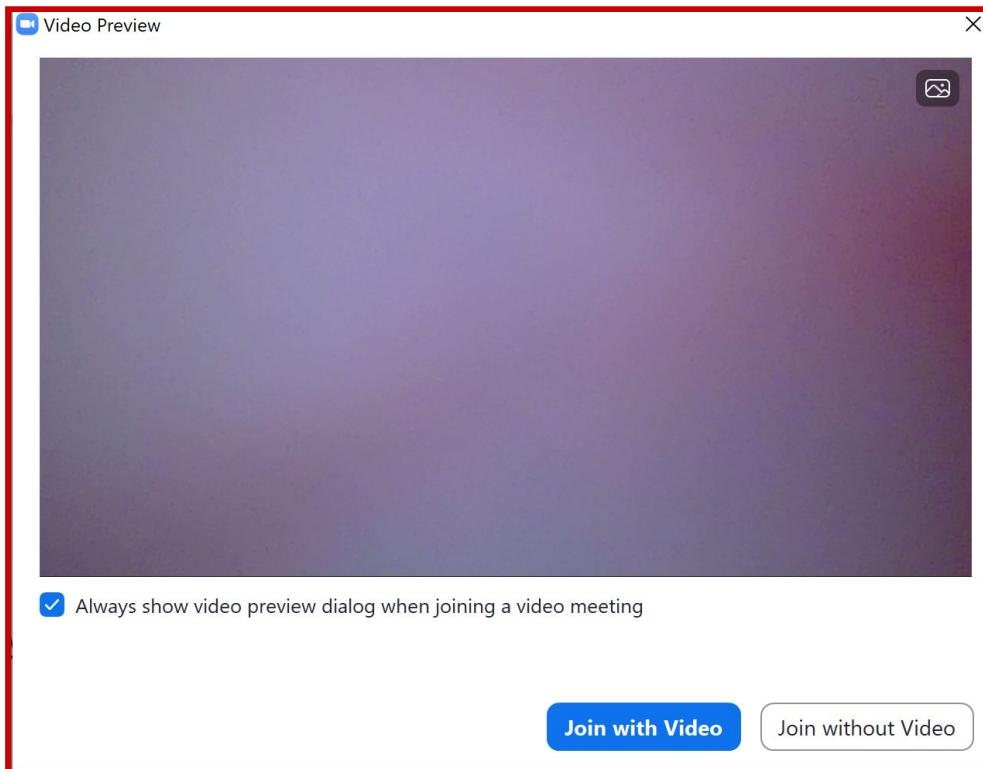 Video Preview
Always show video preview dialog when joining a video meeting
Join with Video
Join without Video